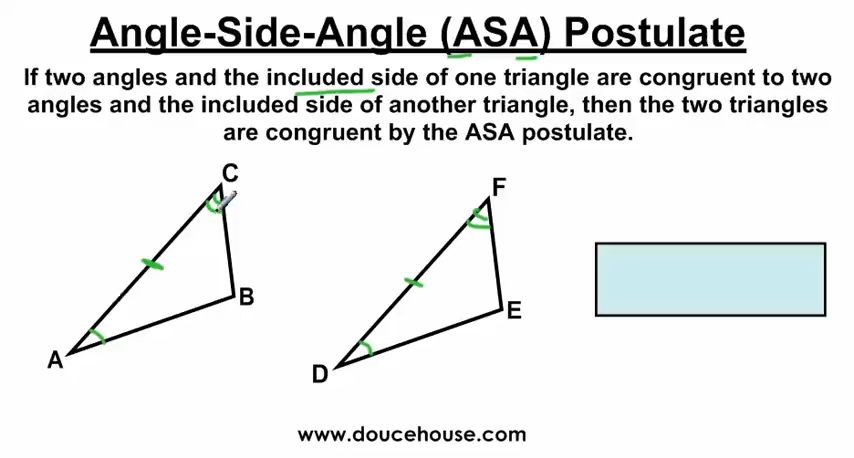 Angle-Side-Angle (ASA) Postulate
If two angles and the included side of one triangle are congruent to two
angles and the included side of another triangle, then the two triangles
are congruent by the ASA postulate.
C
F
B
E
A
D
www.doucehouse.com